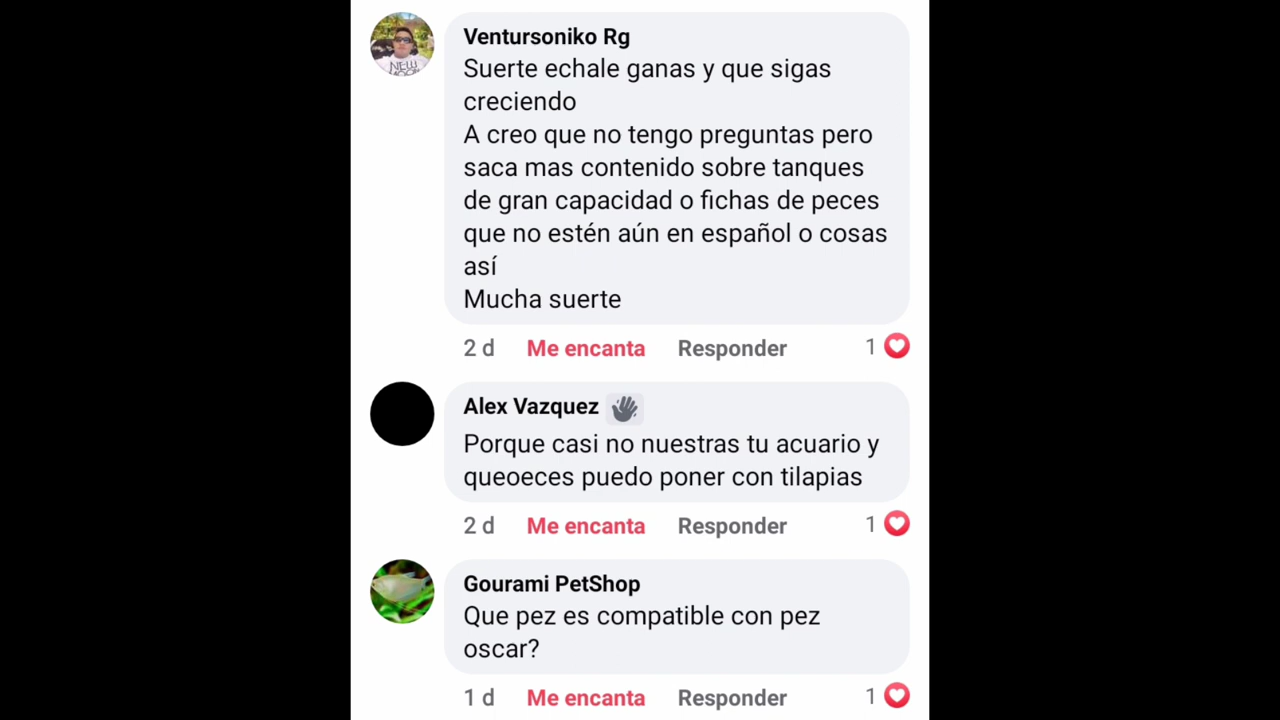 Ventursoniko Rg
Suerte echale ganas y que sigas
creciendo
A creo que no tengo preguntas pero
saca mas contenido sobre tanques
de gran capacidad o fichas de peces
que no estén aún en español o cosas
así
Mucha suerte
2 d Me encanta Responder 1
Alex Vazquez
Porque casi no nuestras tu acuario y
queoeces puedo poner con tilapias
2 d Me encanta Responder 1
Gourami PetShop
Que pez es compatible con pez
oscar?
1 d Me encanta Responder 1